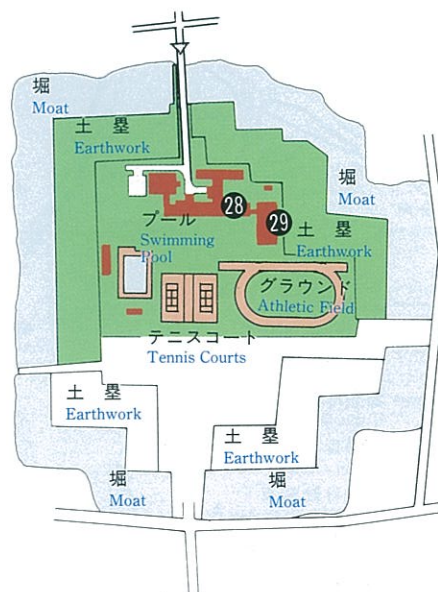 堀
Moat
土塁
Earthwork
堀
Moat
28
29
プール
Swimming
Pool
土塁
Earthwork
グラウンド
Athletic Field
テニスコート
Tennis Courts
土塁
Earthwork
土塁
Earthwork
堀
Moat
堀
Moat